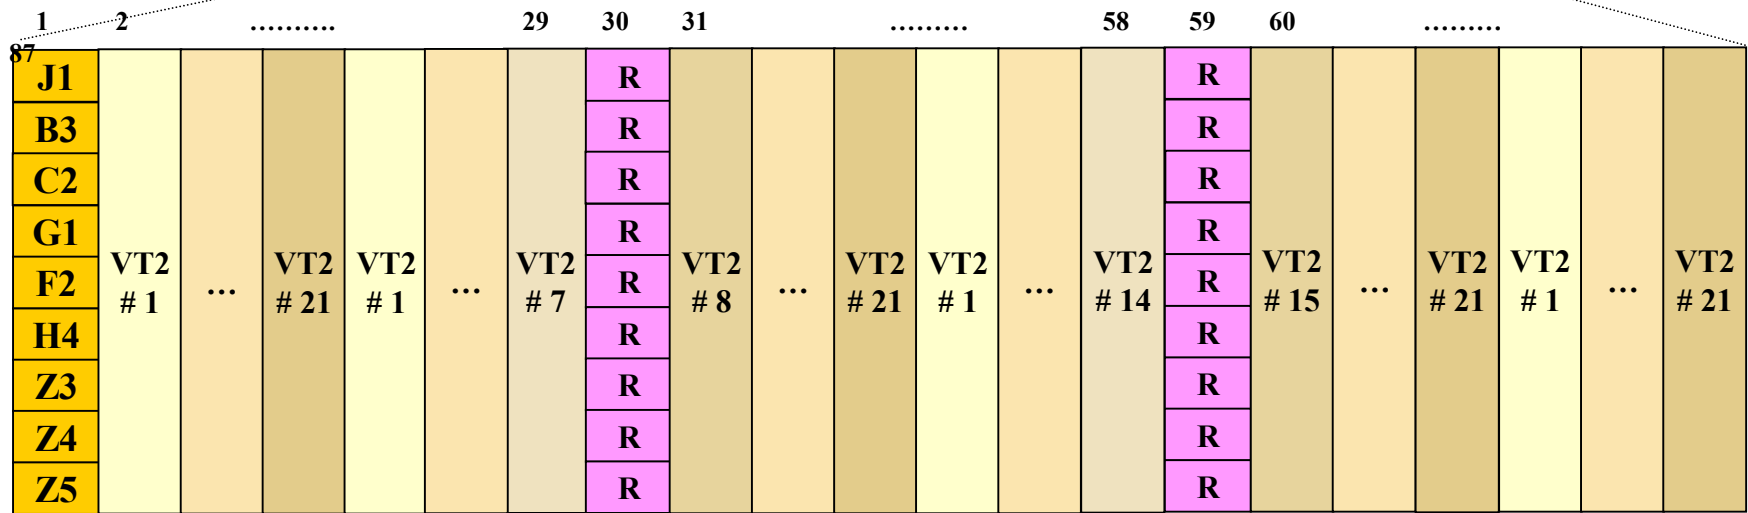 1 2 .......... 29 30 31 ......... 58 59 60 .........
87
J1 R R
B3 R R
C2 R R
G1 R R
VT2 VT2 VT2 VT2 VT2 VT2 VT2 VT2 VT2 VT2 VT2 VT2
F2 ... ... R ... ... R ... ...
# 1 # 21 # 1 # 7 # 8 # 21 # 1 # 14 # 15 # 21 # 1 # 21
H4 R R
Z3 R R
Z4 R R
Z5 R R